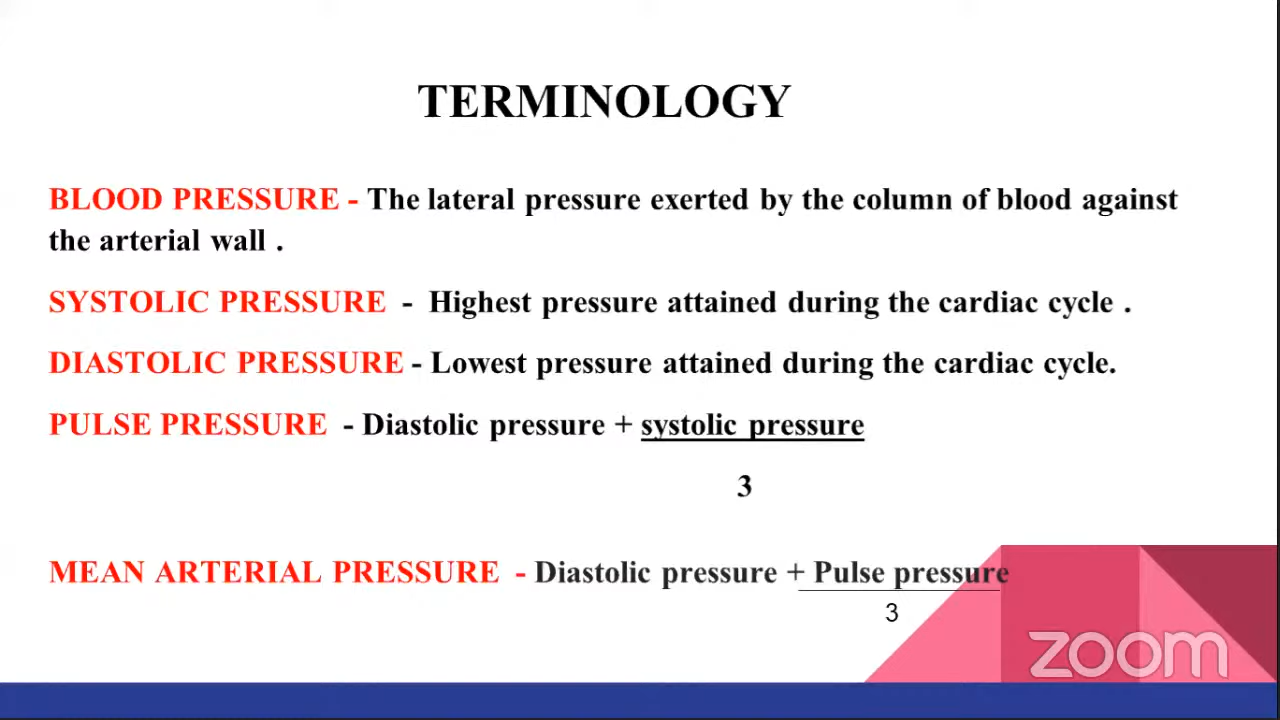 TERMINOLOGY
BLOOD PRESSURE - The lateral pressure exerted by the column of blood against
the arterial wall .
SYSTOLIC PRESSURE - Highest pressure attained during the cardiac cycle .
DIASTOLIC PRESSURE - Lowest pressure attained during the cardiac cycle.
PULSE PRESSURE - Diastolic pressure + systolic pressure
3
MEAN ARTERIAL PRESSURE - Diastolic pressure + Pulse pressure
3
zoom